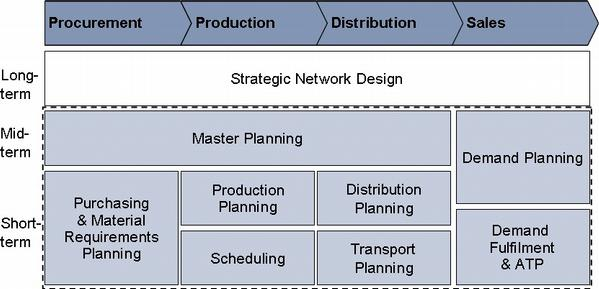 Procurement
Production
Distribution
Sales
Long-
term
Strategic Network Design
Mid-
term
Master Planning
Demand Planning
Short-
term
Purchasing
& Material
Requirements
Planning
Production
Planning
Distribution
Planning
Scheduling
Transport
Planning
Demand
Fulfilment
& ATP